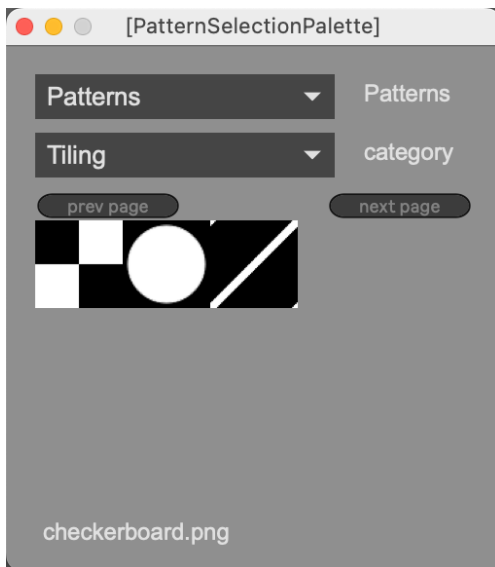 [PatternSelectionPalette]
Patterns Patterns
Tiling category
prev page next page
checkerboard.png